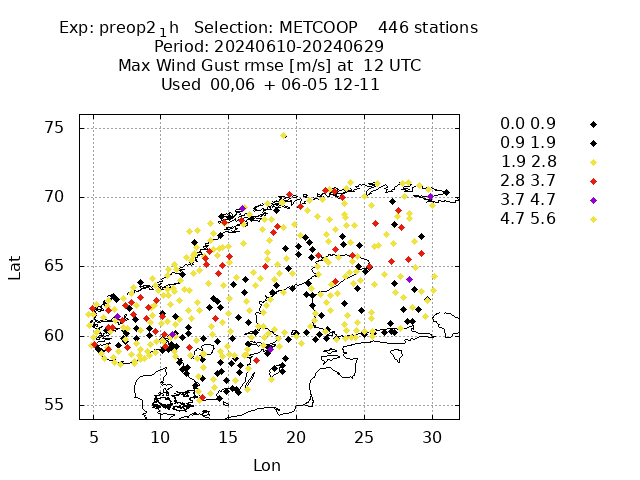 Exp: preop2₁h Selection: METCOOP 446 stations
Period: 20240610-20240629
Max Wind Gust rmse [m/s] at 12 UTC
Used 00,06 + 06-05 12-11
75
70
65
60
55
Lat
5 10 15 20 25 30
Lon
0.0 0.9
0.9 1.9
1.9 2.8
2.8 3.7
3.7 4.7
4.7 5.6